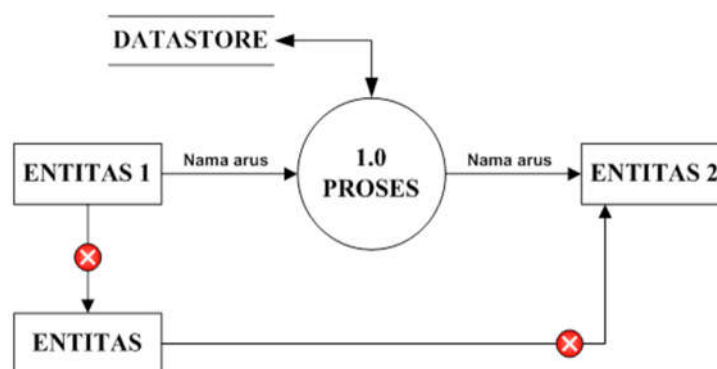 DATASTORE
ENTITAS 1
Nama arus
1.0
PROSES
Nama arus
ENTITAS 2
ENTITAS